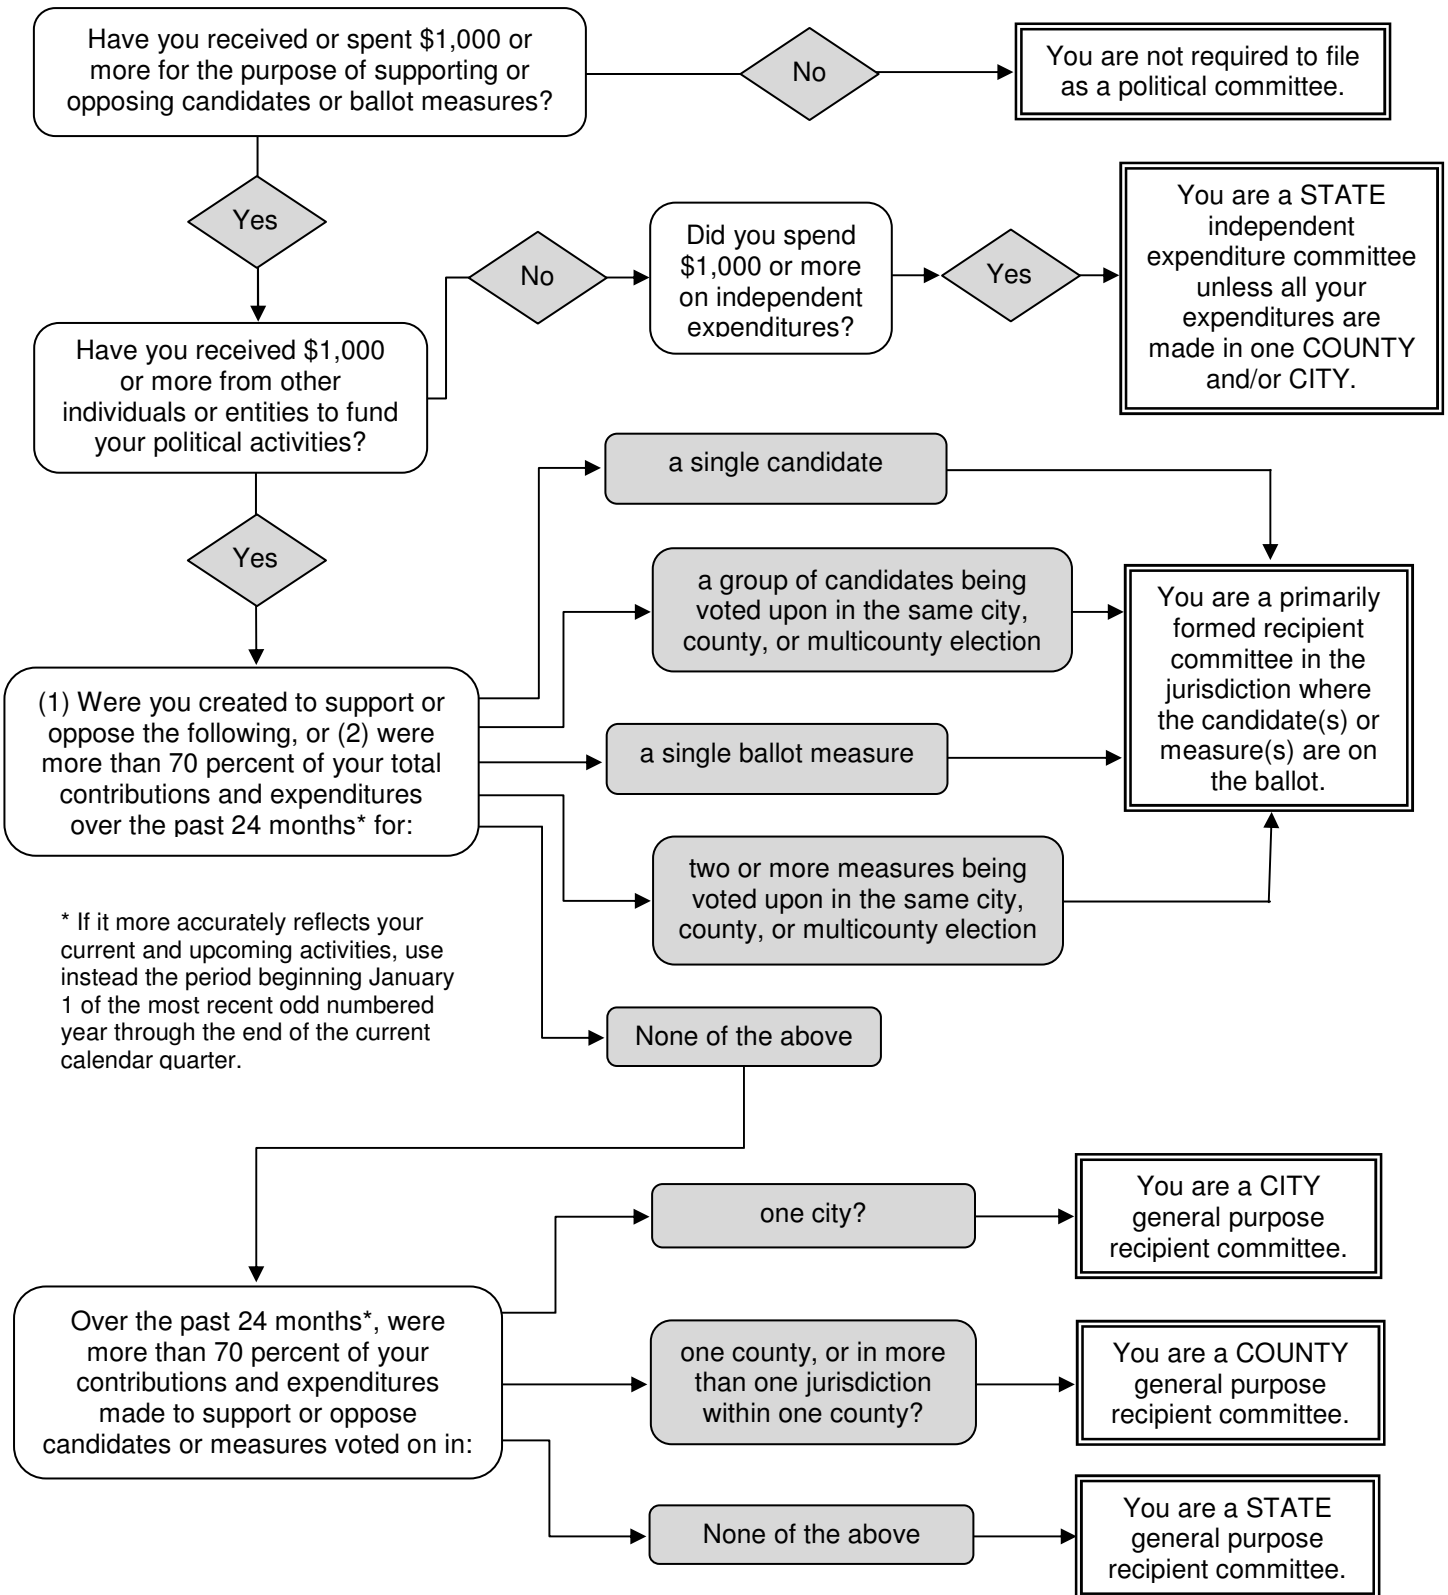 Have you received or spent $1,000 or
more for the purpose of supporting or
opposing candidates or ballot measures?
No
You are not required to file
as a political committee.
Yes
No
Did you spend
$1,000 or more
on independent
expenditures?
Yes
You are a STATE
independent
expenditure committee
unless all your
expenditures are
made in one COUNTY
and/or CITY.
Have you received $1,000
or more from other
individuals or entities to fund
your political activities?
Yes
a single candidate
a group of candidates being
voted upon in the same city,
county, or multicounty election
You are a primarily
formed recipient
committee in the
jurisdiction where
the candidate(s) or
measure(s) are on
the ballot.
(1) Were you created to support or
oppose the following, or (2) were
more than 70 percent of your total
contributions and expenditures
over the past 24 months* for:
a single ballot measure
two or more measures being
voted upon in the same city,
county, or multicounty election
* If it more accurately reflects your
current and upcoming activities, use
instead the period beginning January
1 of the most recent odd numbered
year through the end of the current
calendar quarter.
None of the above
Over the past 24 months*, were
more than 70 percent of your
contributions and expenditures
made to support or oppose
candidates or measures voted on in:
one city?
You are a CITY
general purpose
recipient committee.
one county, or in more
than one jurisdiction
within one county?
You are a COUNTY
general purpose
recipient committee.
None of the above
You are a STATE
general purpose
recipient committee.